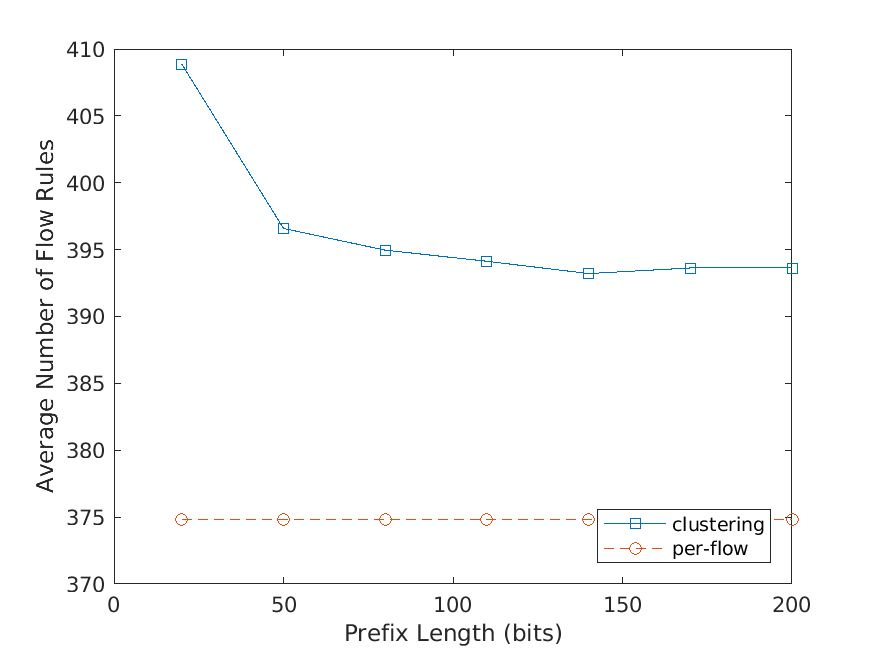 410
405
400
395
390
385
380
375
370
Average Number of Flow Rules
0 50 100 150 200
Prefix Length (bits)
clustering
per-flow